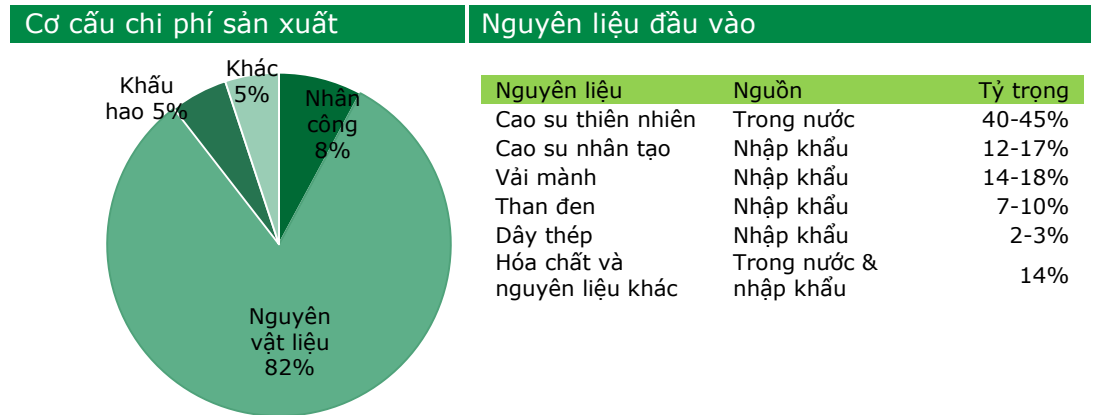 Cơ cấu chi phí sản xuất
Khác
5%
Khấu
hao 5%
Nhân
công
8%
Nguyên
vật liệu
82%
Nguyên liệu đầu vào
Nguyên liệu Nguồn Tỷ trọng
Cao su thiên nhiên Trong nước 40-45%
Cao su nhân tạo Nhập khẩu 12-17%
Vải mành Nhập khẩu 14-18%
Than đen Nhập khẩu 7-10%
Dây thép Nhập khẩu 2-3%
Hóa chất và Trong nước &
nguyên liệu khác nhập khẩu 14%